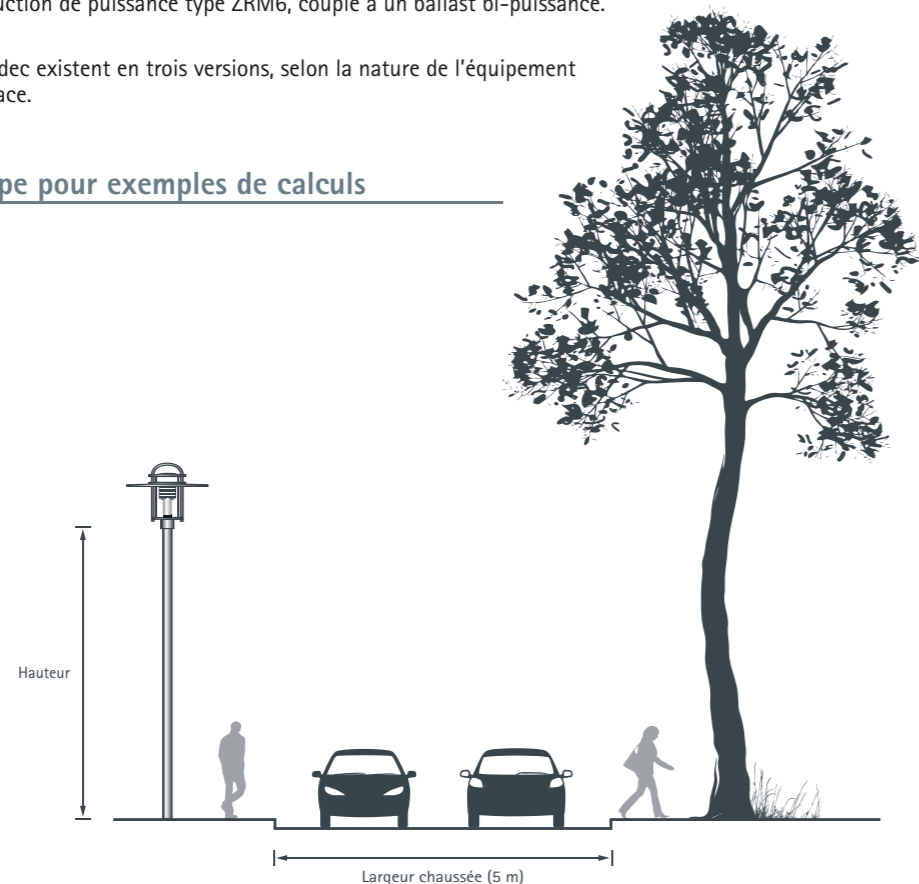 uction de puissance type ZRM6, couplé à un ballast bi-puissance.
dec existent en trois versions, selon la nature de l'équipement
ace.
pe pour exemples de calculs
Hauteur
Largeur chaussée (5 m)